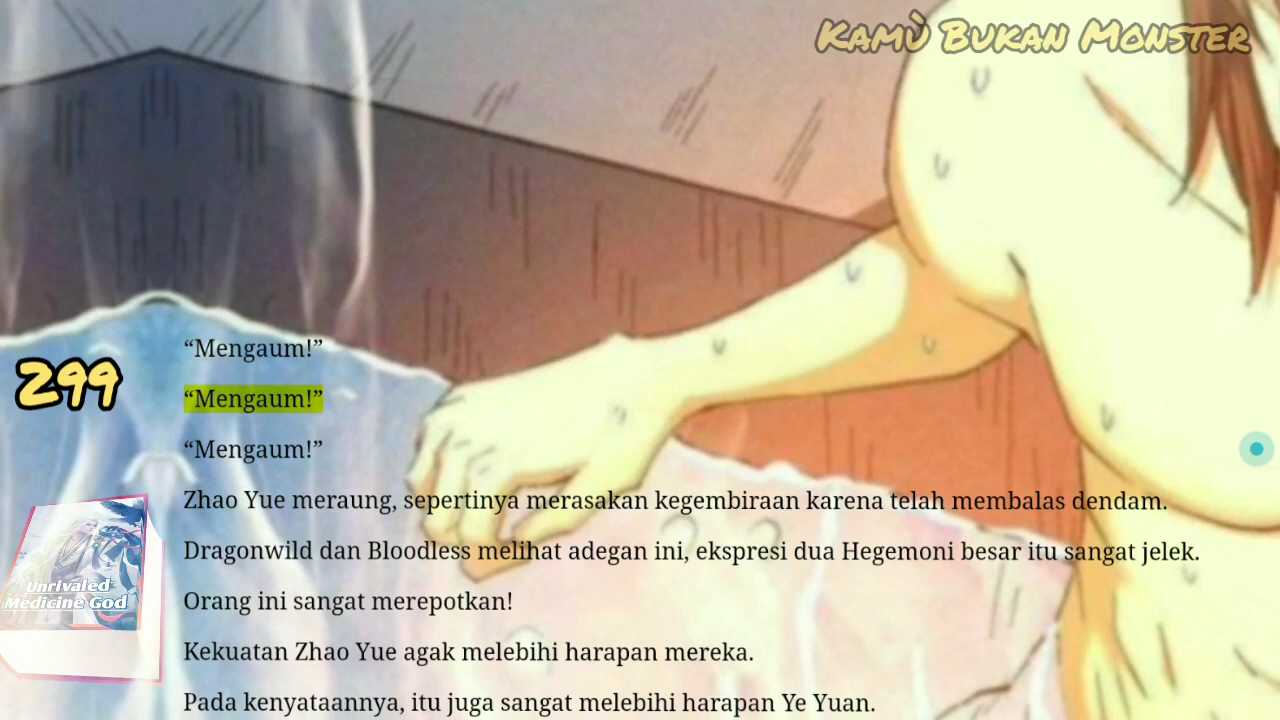 Kamù Bukan Monster
“Mengaum!”
299
“Mengaum!”
“Mengaum!”
Zhao Yue meraung, sepertinya merasakan kegembiraan karena telah membalas dendam.
Dragonwild dan Bloodless melihat adegan ini, ekspresi dua Hegemoni besar itu sangat jelek.
Unrivaled
Medicine God
Orang ini sangat merepotkan!
Kekuatan Zhao Yue agak melebihi harapan mereka.
Pada kenyataannya, itu juga sangat melebihi harapan Ye Yuan.